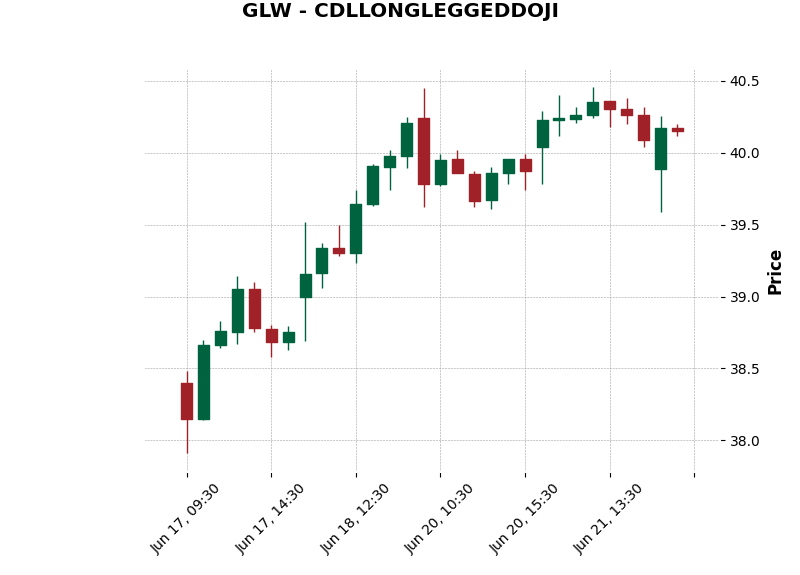 GLW - CDLLONGLEGGEDDOJI
40.5
40.0
39.5
39.0
38.5
38.0
Price
Jun 17, 09:30
Jun 17, 14:30
Jun 18, 12:30
Jun 20, 10:30
Jun 20, 15:30
Jun 21, 13:30